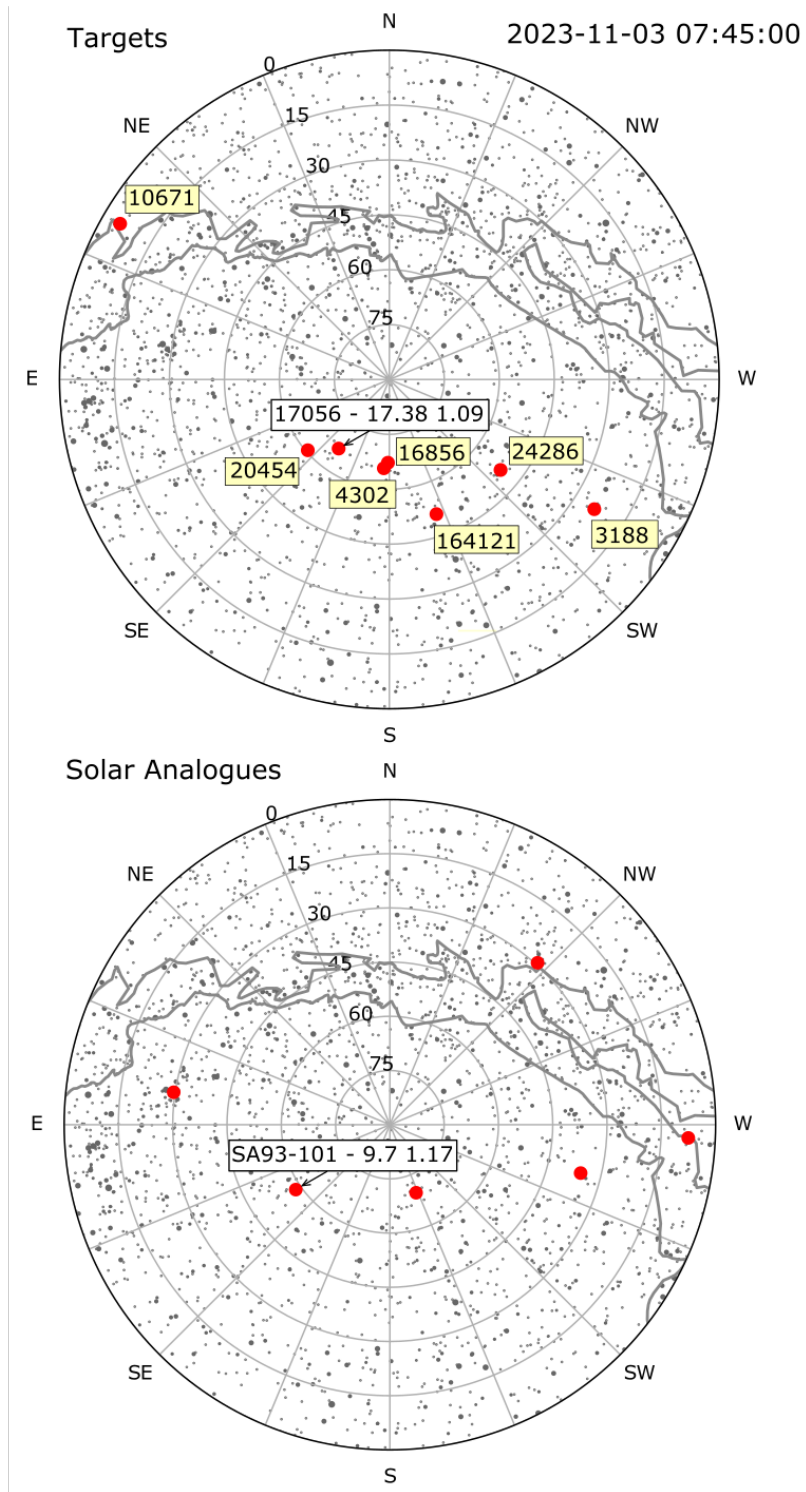 Targets
2023-11-03 07:45:00
N
0
15
NE
NW
30
10671
45
60
75
E
W
17056 - 17.38 1.09
16856
24286
20454
4302
164121
3188
SE
SW
S
Solar Analogues
N
0
15
NE
NW
30
45
60
75
E
W
SA93-101 - 9.7 1.17
SE
SW
S